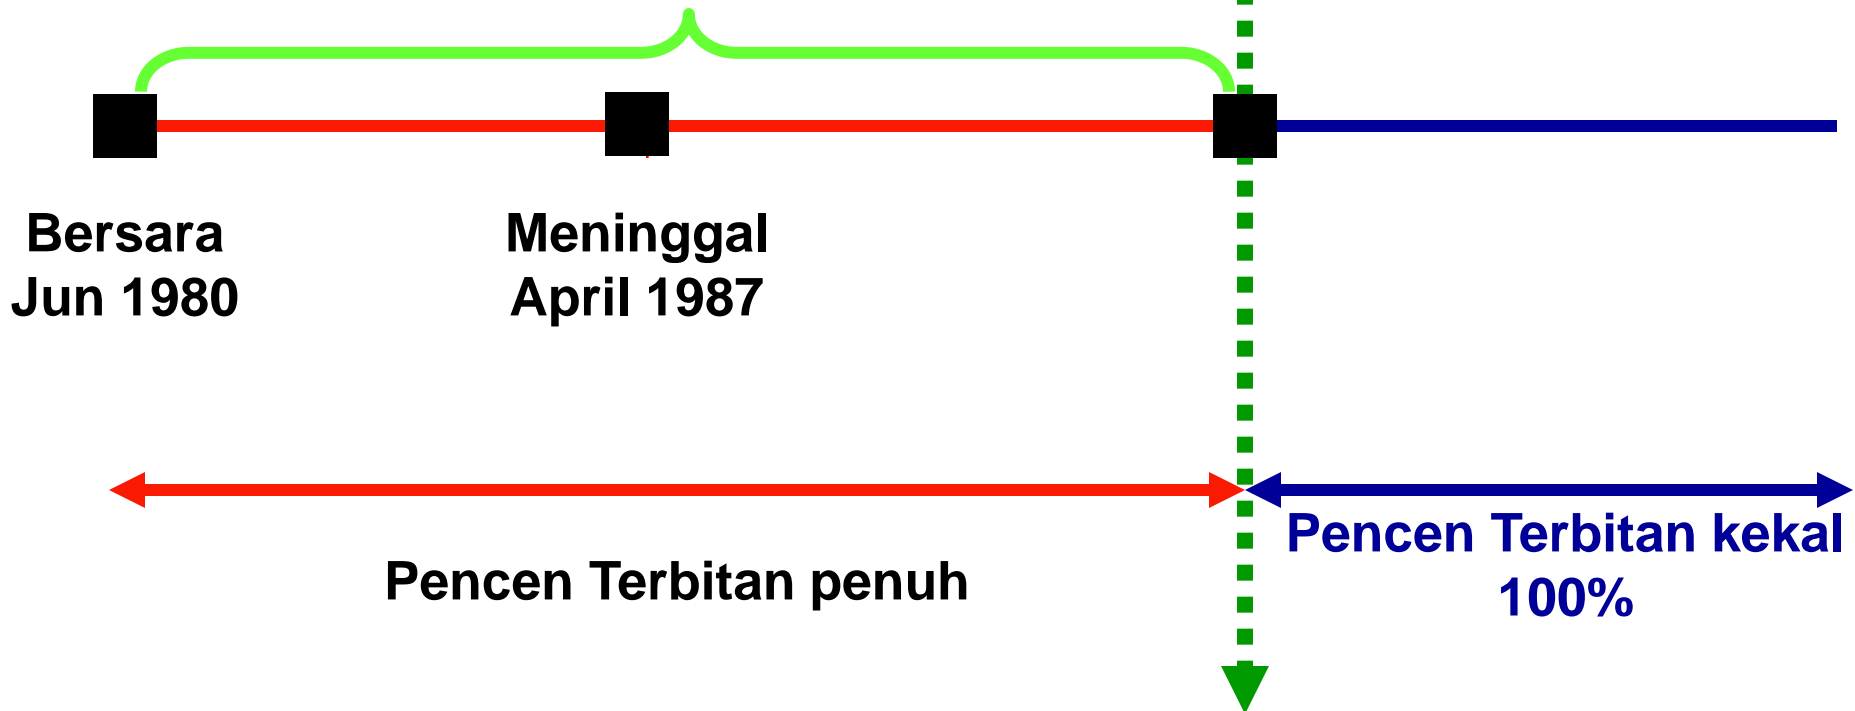 Bersara
Jun 1980
Meninggal
April 1987
Pencen Terbitan penuh
Pencen Terbitan kekal
100%